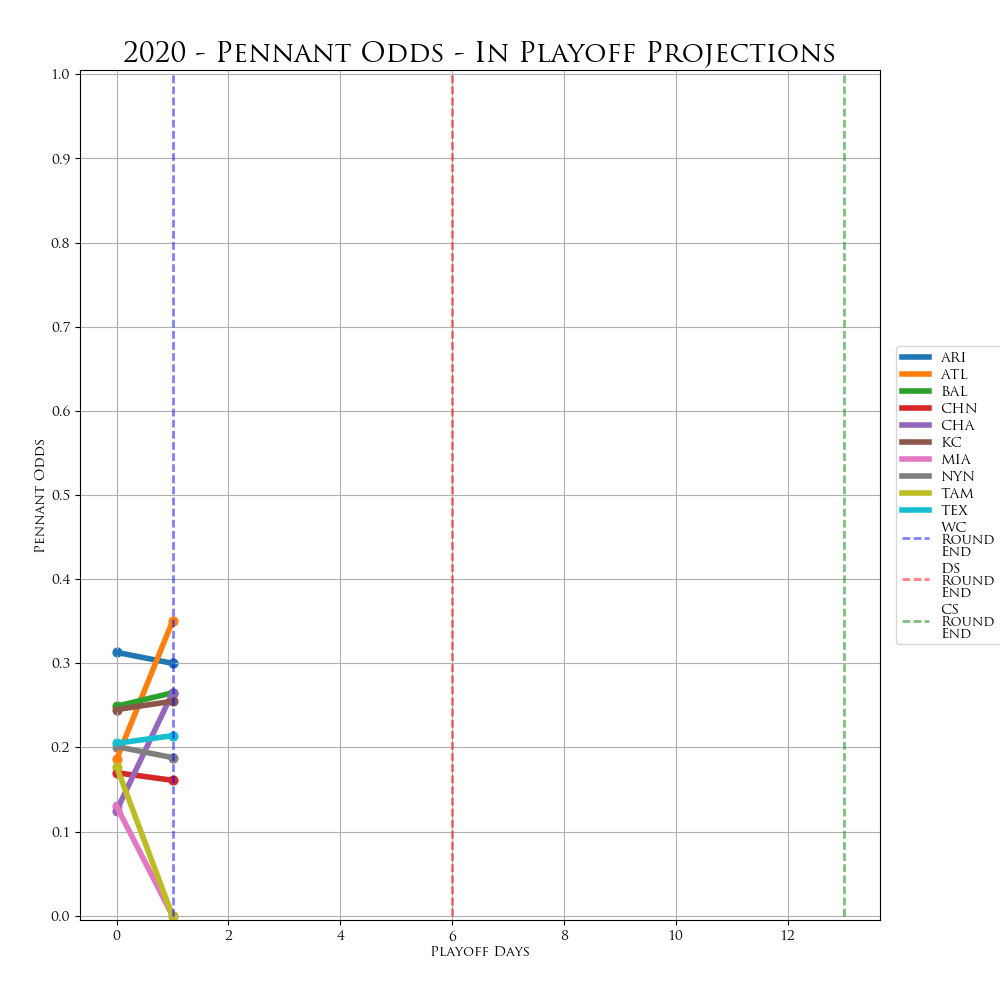 2020 - Pennant Odds - In Playoff Projections
1.0
0.9
0.8
0.7
0.6
0.5
0.4
0.3
0.2
0.1
0.0
Pennant Odds
0 2 4 6 8 10 12
Playoff Days
ARI
ATL
BAL
CHN
CHA
KC
MIA
NYN
TAM
TEX
WC
Round
End
DS
Round
End
CS
Round
End